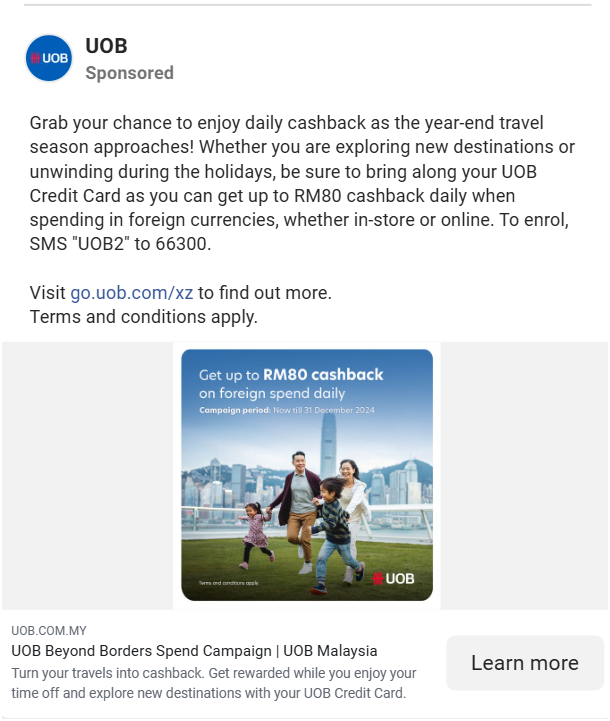 UOB
UOB
Sponsored
Grab your chance to enjoy daily cashback as the year-end travel
season approaches! Whether you are exploring new destinations or
unwinding during the holidays, be sure to bring along your UOB
Credit Card as you can get up to RM80 cashback daily when
spending in foreign currencies, whether in-store or online. To enrol,
SMS "UOB2" to 66300.
Visit go.uob.com/xz to find out more.
Terms and conditions apply.
Get up to RM80 cashback
on foreign spend daily
Campaign period: Now till 31 December 2024
Terms and conditions apply.
UOB
UOB.COM.MY
UOB Beyond Borders Spend Campaign | UOB Malaysia
Turn your travels into cashback. Get rewarded while you enjoy your
time off and explore new destinations with your UOB Credit Card.
Learn more